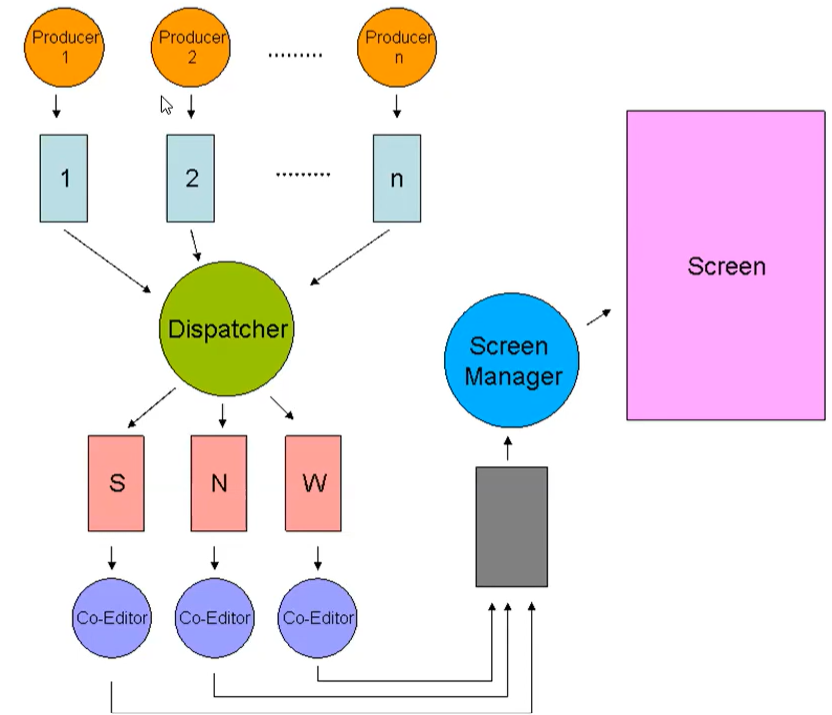 Producer
1
Producer
2
Producer
n
1
2
n
Dispatcher
S
N
W
Co-Editor
Co-Editor
Co-Editor
Screen
Manager
Screen